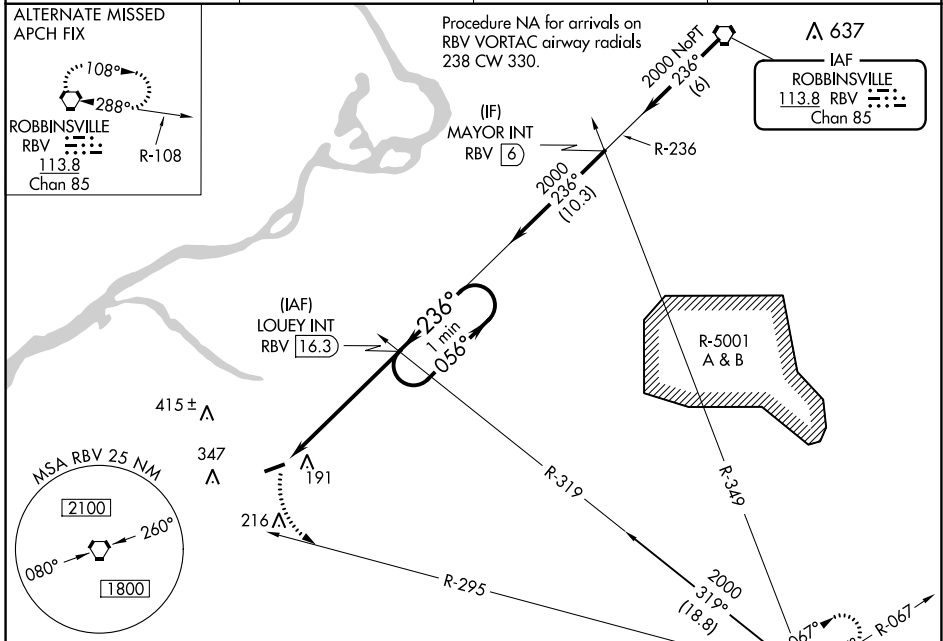 ALTERNATE MISSED
APCH FIX
108°
288°
ROBBINSVILLE
RBV
113.8
Chan 85
R-108
Procedure NA for arrivals on
RBV VORTAC airway radials
238 CW 330.
637
IAF
ROBBINSVILLE
113.8 RBV
Chan 85
2000 NoPT
236°
(6)
(IF)
MAYOR INT
RBV 6
R-236
2000
236°
(10.3)
(IAF)
LOUEY INT
RBV 16.3
236°
1 min
056°
R-5001
A & B
415 ±
347
191
216
MSA RBV 25 NM
2100
260°
080°
1800
R-319
R-349
R-295
2000
319°
(18.8)
067°
R-067